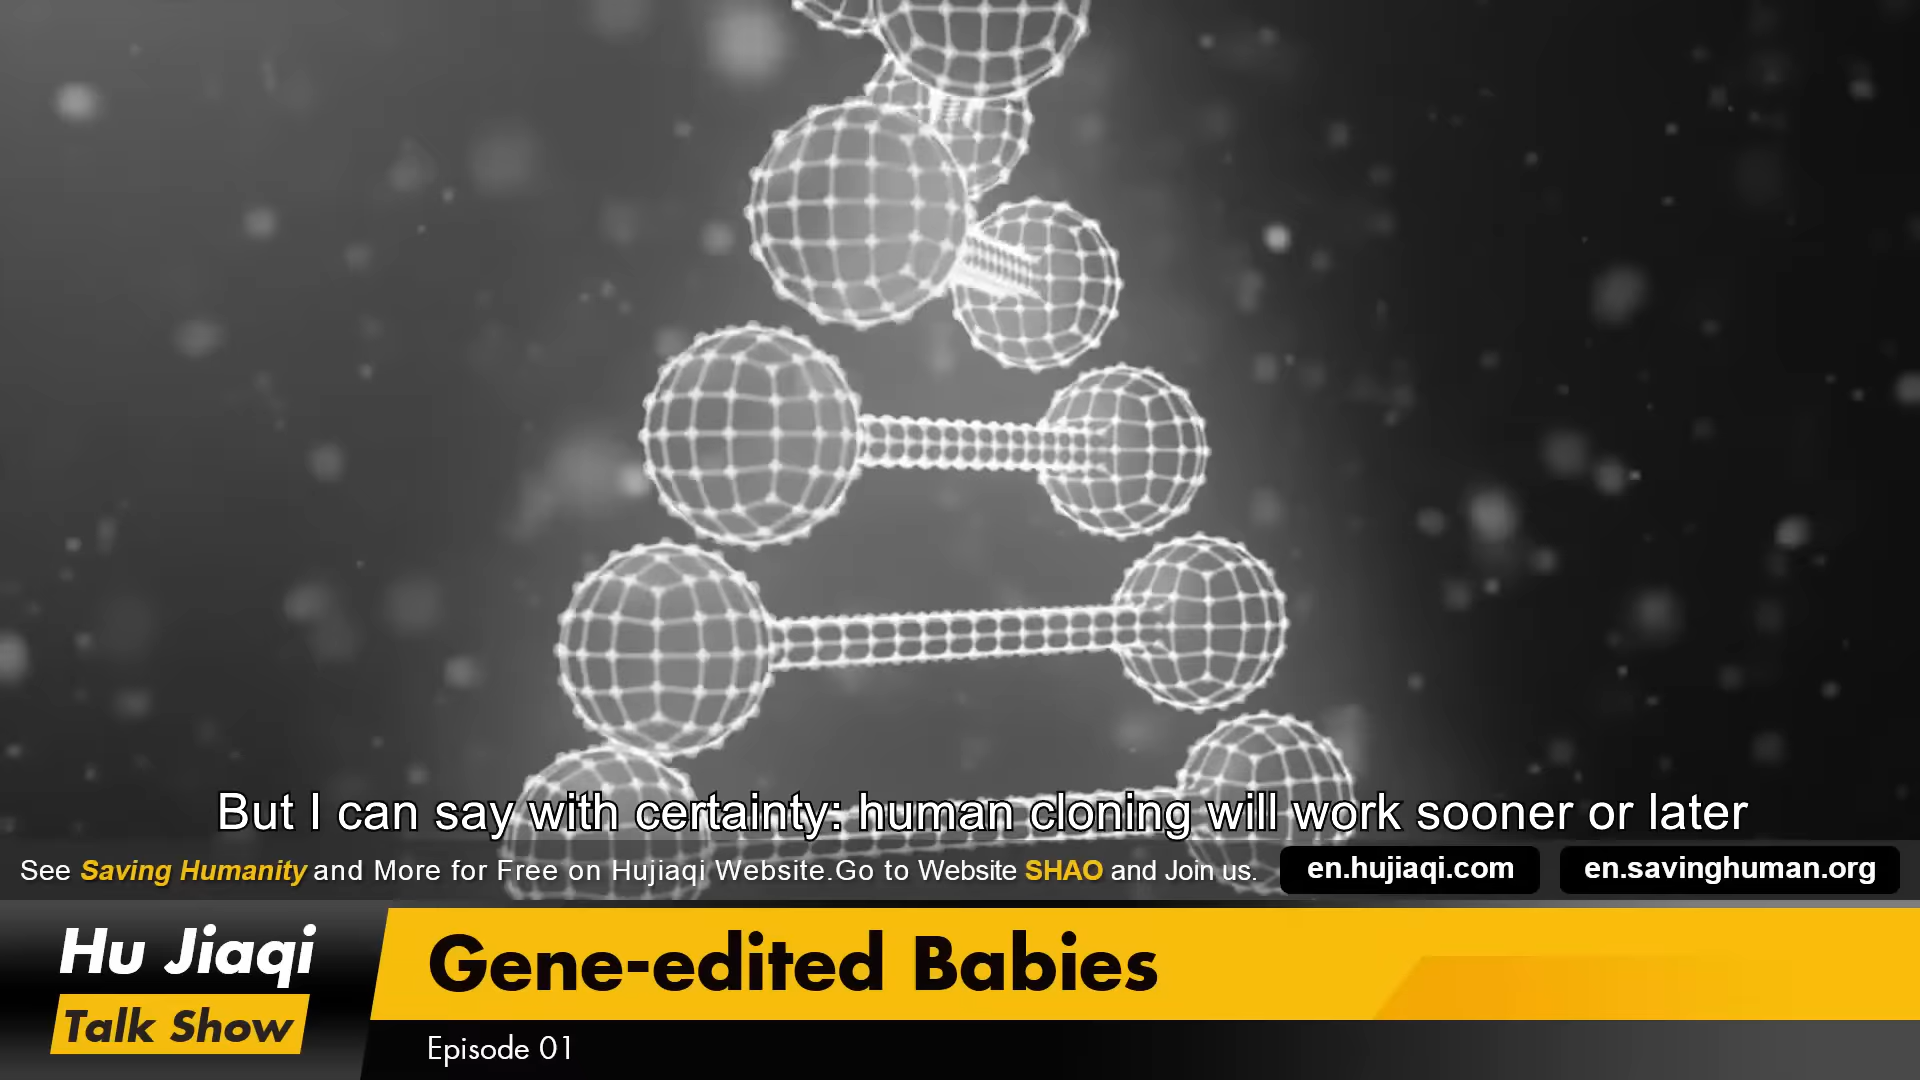 But I can say with certainty: human cloning will work sooner or later
See Saving Humanity and More for Free on Hujiaqi Website.Go to Website SHAO and Join us.
en.hujiaqi.com
en.savinghuman.org
Hu Jiaqi
Talk Show
Gene-edited Babies
Episode 01